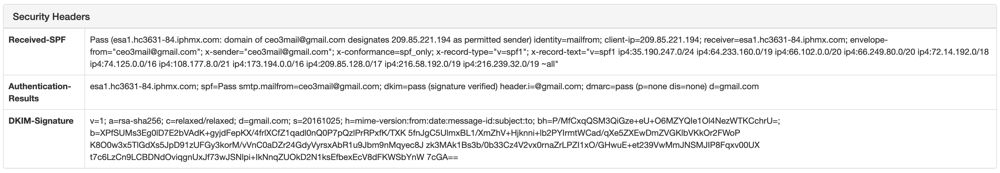 Security Headers
Received-SPF
Pass (esa1.hc3631-84.iphmx.com: domain of ceo3mail@gmail.com designates 209.85.221.194 as permitted sender) identity=mailfrom; client-ip=209.85.221.194; receiver=esa1.hc3631-84.iphmx.com; envelope-
from="ceo3mail@gmail.com"; x-sender="ceo3mail@gmail.com"; x-conformance=spf_only; x-record-type="v=spf1"; x-record-text="v=spf1 ip4:35.190.247.0/24 ip4:64.233.160.0/19 ip4:66.102.0.0/20 ip4:66.249.80.0/20 ip4:72.14.192.0/18
ip4:74.125.0.0/16 ip4:108.177.8.0/21 ip4:173.194.0.0/16 ip4:209.85.128.0/17 ip4:216.58.192.0/19 ip4:216.239.32.0/19 ~all"
Authentication-
Results
esa1.hc3631-84.iphmx.com; spf=Pass smtp.mailfrom=ceo3mail@gmail.com; dkim=pass (signature verified) header.i=@gmail.com; dmarc=pass (p=none dis=none) d=gmail.com
DKIM-Signature
v=1; a=rsa-sha256; c=relaxed/relaxed; d=gmail.com; s=20161025; h=mime-version:from:date:message-id:subject:to; bh=P/MfCxqQSM3QiGze+eU+O6MZYQIe1Ol4NezWTKCchrU=;
b=XPfSUMs3Eg0lD7E2bVAdK+gyjdFepKX/4frlXCfZ1qadl0nQ0P7pQzlPrRPxfK/TXK 5fnJgC5UlmxBL1/XmZhV+Hjknni+lb2PYIrmtWCad/qXe5ZXEwDmZVGKlbVKkOr2FWoP
K8O0w3x5TlGdXs5JpD91zUFGy3korM/vVnC0aDZr24GdyVyrsxAbR1u9Jbm9nMqyec8J zk3MAk1Bs3b/0b33Cz4V2vx0rnaZrLPZI1xO/GHwuE+et239VwMmJNSMJIP8Fqxv00UX
t7c6LzCn9LCBDNdOviqgnUxJf73wJSNlpi+IkNnqZUOkD2N1ksEfbexEcV8dFKWSbYnW 7cGA==